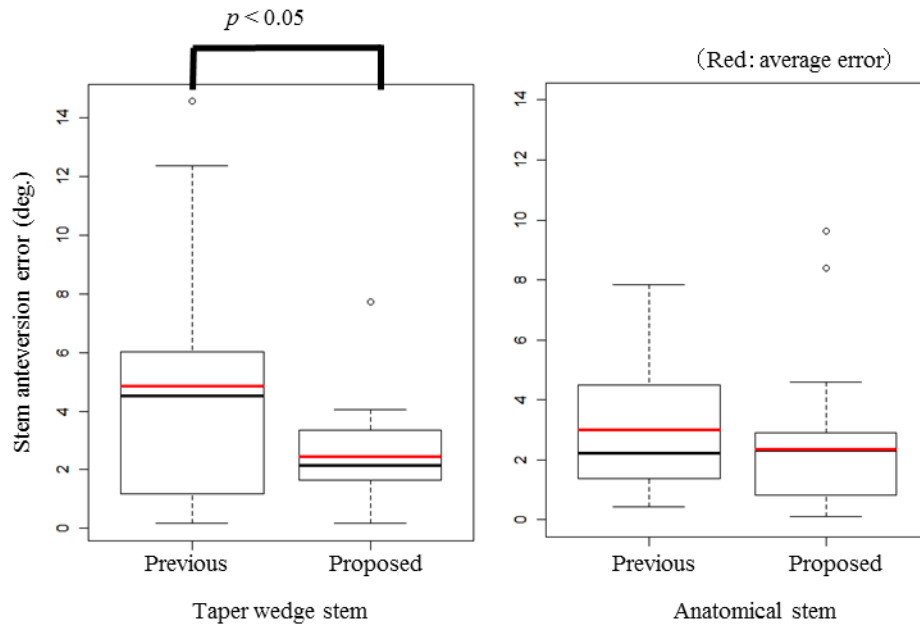 p < 0.05
(Red: average error)
Stem anteversion error (deg.)
14
12
10
8
6
4
2
0
Previous
Proposed
Taper wedge stem
14
12
10
8
6
4
2
0
Previous
Proposed
Anatomical stem